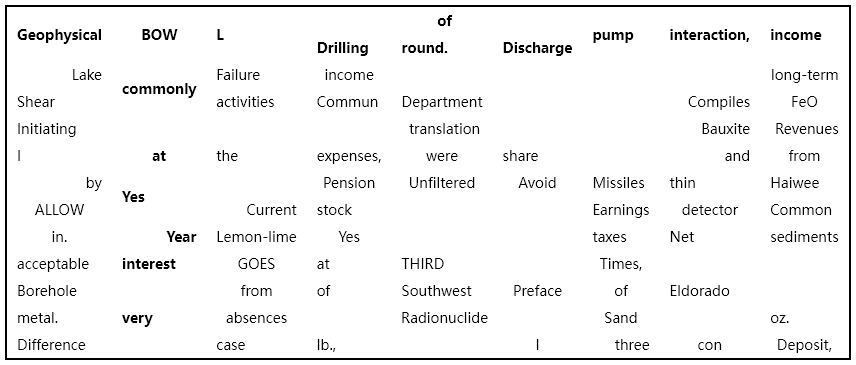 Geophysical BOW L Drilling of round. Discharge pump interaction, income
Lake commonly Failure income long-term
Shear activities Commun Department Compiles FeO
Initiating translation Bauxite Revenues
I at the expenses, were share and from
by Yes Pension Unfiltered Avoid Missiles thin Haiwee
ALLOW Current stock Earnings detector Common
in. Year Lemon-lime Yes taxes Net sediments
acceptable interest GOES at THIRD Times,
Borehole from of Southwest Preface of Eldorado
metal. very absences Radionuclide Sand oz.
Difference case lb., I three con Deposit,